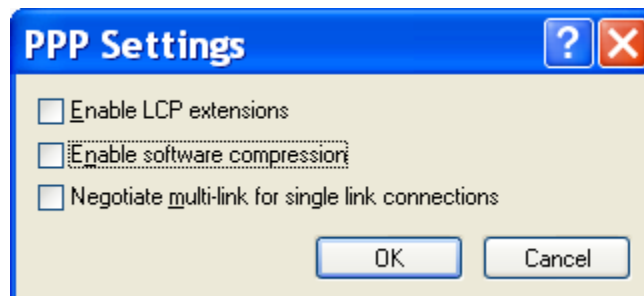 PPP Settings
?
Enable LCP extensions
Enable software compression
Negotiate multi-link for single link connections
OK Cancel